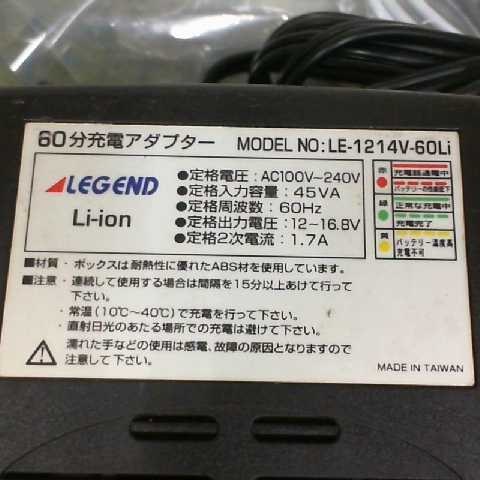 60分充電アダプター MODEL NO:LE-1214V-60Li
LEGEND
Li-ion
●定格電圧:AC100V~240V
●定格入力容量:45VA
●定格周波数:60Hz
●定格出力電圧:12~16.8V
●定格2次電流:1.7A
赤
充電器通電中
バッテリーの性能低下
緑
正常な充電中
充電完了
黄
バッテリー温度高
充電不可
■材質・ボックスは耐熱性に優れたABS材を使用しています。
■注意・連続して使用する場合は間隔を15分以上あけて行って
下さい。
・常温(10℃~40℃)で充電を行って下さい。
・直射日光のあたる場所での充電は避けて下さい。
濡れた手などの使用は感電、故障の原因となりますので
注意して下さい。
MADE IN TAIWAN